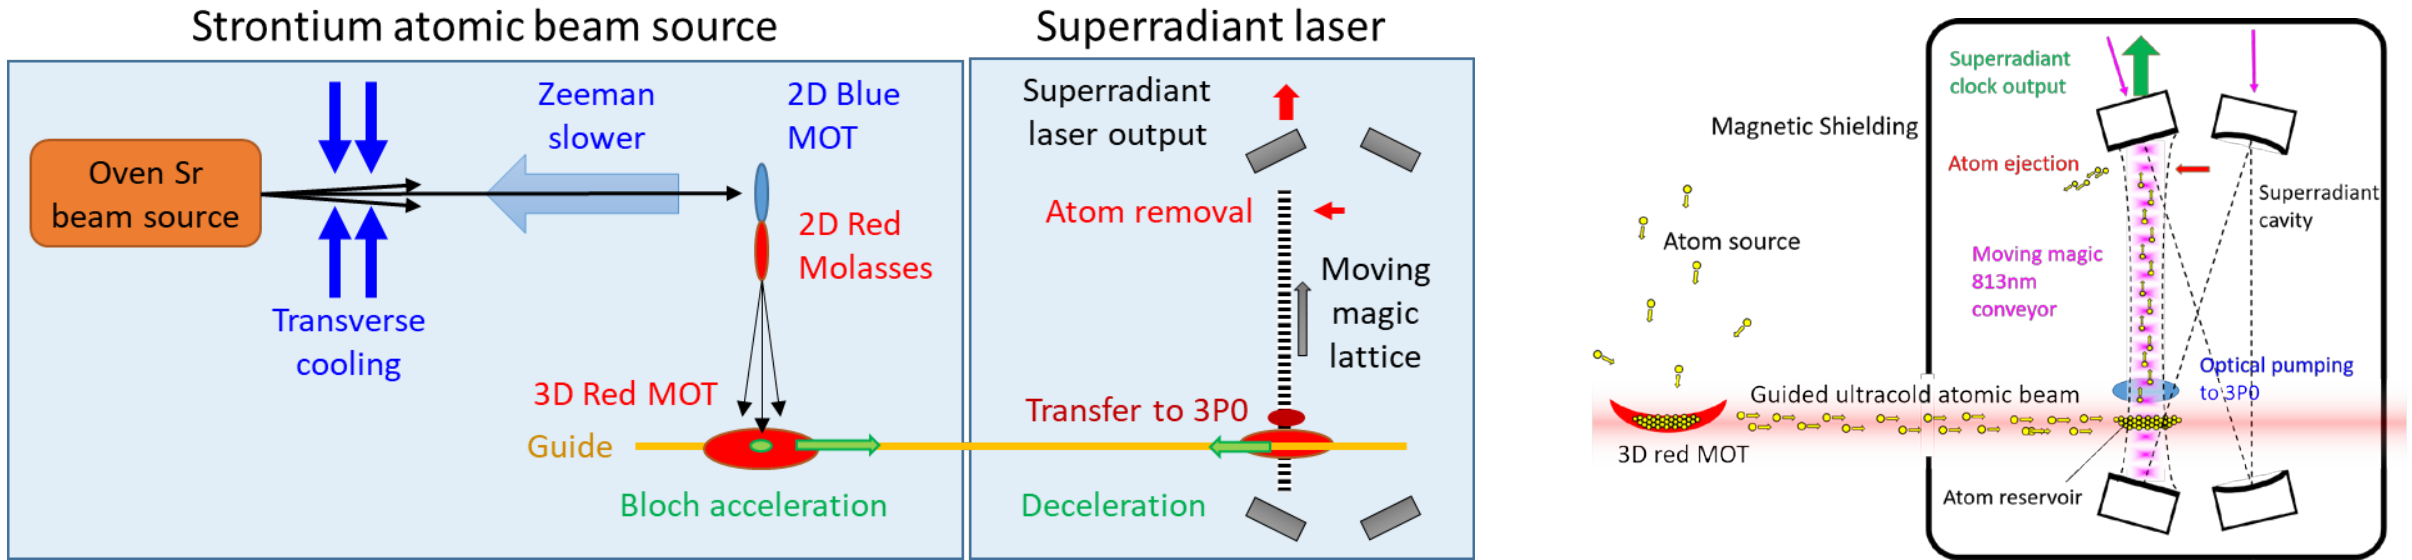 Strontium atomic beam source
Oven Sr
beam source
Transverse
cooling
Zeeman
slower
2D Blue
MOT
2D Red
Molasses
3D Red MOT
Guide
Bloch acceleration
Superradiant laser
Superradiant
laser output
Atom removal
Moving
magic
lattice
Transfer to 3P0
Deceleration
Magnetic Shielding
Atom source
3D red MOT
Guided ultracold atomic beam
Superradiant
clock output
Atom ejection
Superradiant
cavity
Moving magic
813nm
conveyor
Optical pumping
to 3P0
Atom reservoir